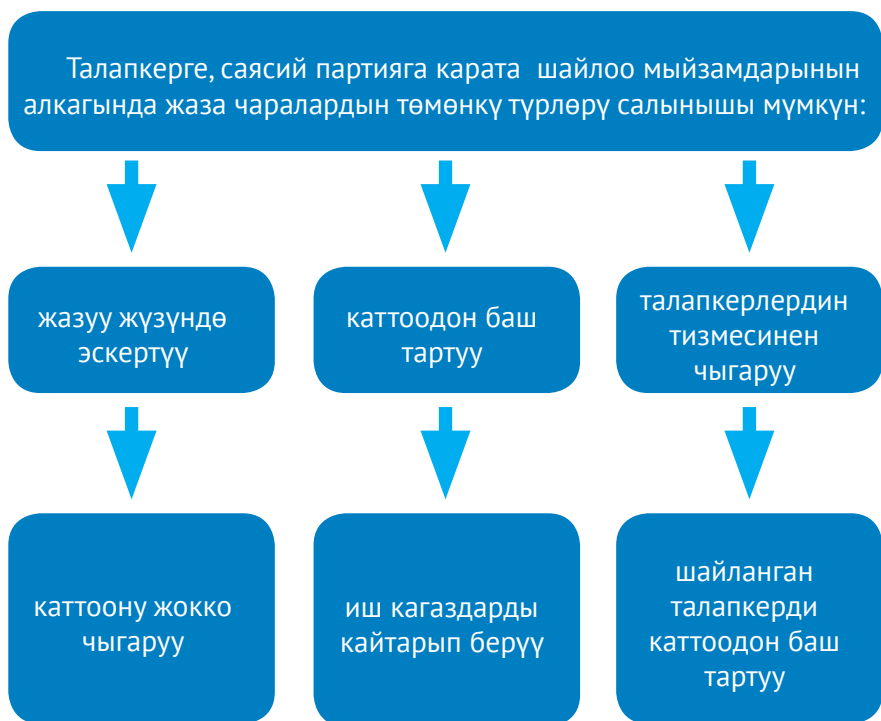 Талапкерге, саясий партияга карата шайлоо мыйзамдарынын
алкагында жаза чаралардын төмөнкү түрлөрү салынышы мүмкүн:
жазуу жүзүндө
эскертүү
каттоодон баш
тартуу
талапкерлердин
тизмесинен
чыгаруу
каттоону жокко
чыгаруу
иш кагаздарды
кайтарып берүү
шайланган
талапкерди
каттоодон баш
тартуу